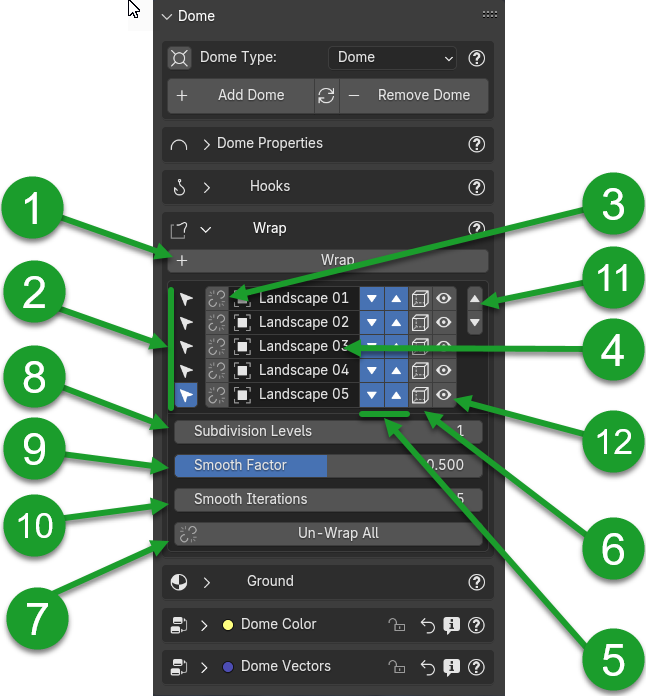 Dome
Dome Type: Dome
Add Dome Remove Dome
Dome Properties
Hooks
Wrap
Wrap
Landscape 01
Landscape 02
Landscape 03
Landscape 04
Landscape 05
Subdivision Levels 1
Smooth Factor 0.500
Smooth Iterations 5
Un-Wrap All
Ground
Dome Color
Dome Vectors
1
2
8
9
10
7
3
11
4
12
6
5